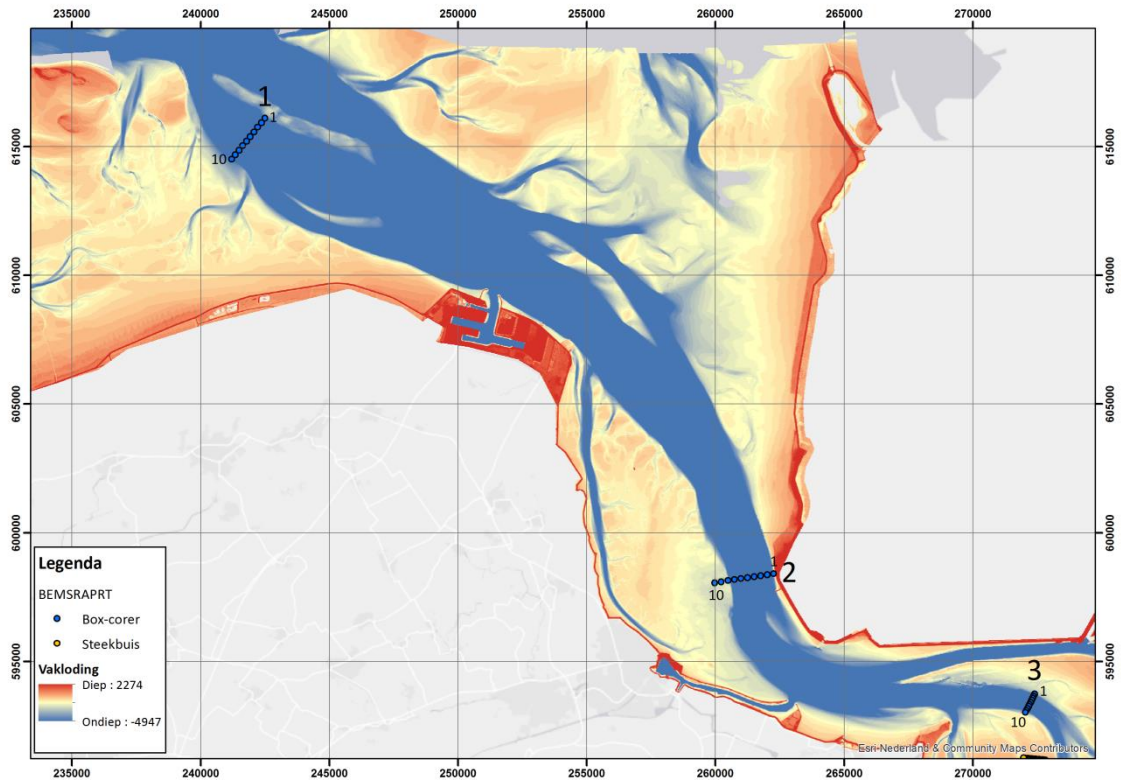 235000 240000 245000 250000 255000 260000 265000 270000
1
1
10
615000 615000
610000 610000
605000 605000
600000 600000
1
2
10
595000 595000
3
1
10
Legenda
BEMSRAPRT
Box-corer
Steekbuis
Vakloding
Diep : 2274
Ondiep : -4947
Esri Nederland & Community Maps Contributors
235000 240000 245000 250000 255000 260000 265000 270000